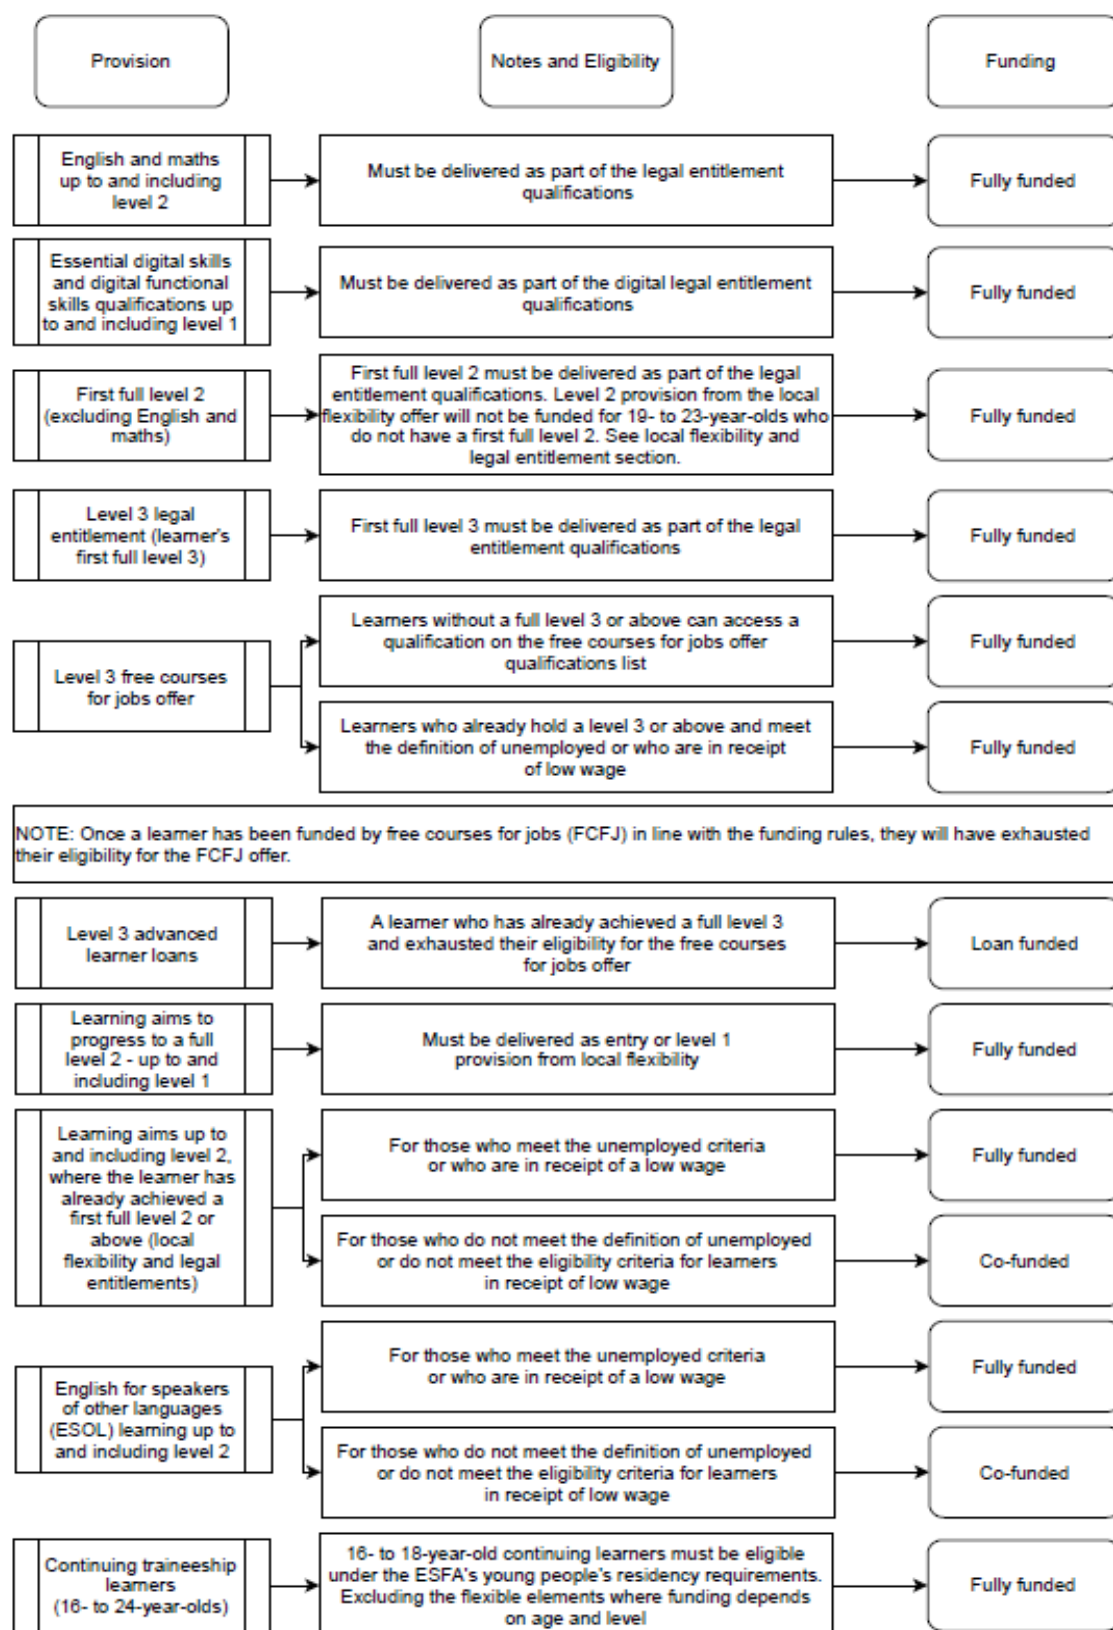 Provision
Notes and Eligibility
Funding
English and maths
up to and including
level 2
Must be delivered as part of the legal entitlement
qualifications
Fully funded
Essential digital skills
and digital functional
skills qualifications up
to and including level 1
Must be delivered as part of the digital legal entitlement
qualifications
Fully funded
First full level 2
(excluding English and
maths)
First full level 2 must be delivered as part of the legal
entitlement qualifications. Level 2 provision from the local
flexibility offer will not be funded for 19- to 23-year-olds who
do not have a first full level 2. See local flexibility and
legal entitlement section.
Fully funded
Level 3 legal
entitlement (learner's
first full level 3)
First full level 3 must be delivered as part of the legal
entitlement qualifications
Fully funded
Level 3 free courses
for jobs offer
Learners without a full level 3 or above can access a
qualification on the free courses for jobs offer
qualifications list
Fully funded
Learners who already hold a level 3 or above and meet
the definition of unemployed or who are in receipt
of low wage
Fully funded
NOTE: Once a learner has been funded by free courses for jobs (FCFJ) in line with the funding rules, they will have exhausted
their eligibility for the FCFJ offer.
Level 3 advanced
learner loans
A learner who has already achieved a full level 3
and exhausted their eligibility for the free courses
for jobs offer
Loan funded
Learning aims to
progress to a full
level 2 - up to and
including level 1
Must be delivered as entry or level 1
provision from local flexibility
Fully funded
Learning aims up to
and including level 2,
where the learner has
already achieved a
first full level 2 or
above (local
flexibility and legal
entitlements)
For those who meet the unemployed criteria
or who are in receipt of a low wage
Fully funded
For those who do not meet the definition of unemployed
or do not meet the eligibility criteria for learners
in receipt of low wage
Co-funded
English for speakers
of other languages
(ESOL) learning up to
and including level 2
For those who meet the unemployed criteria
or who are in receipt of a low wage
Fully funded
For those who do not meet the definition of unemployed
or do not meet the eligibility criteria for learners
in receipt of low wage
Co-funded
Continuing traineeship
learners
(16- to 24-year-olds)
16- to 18-year-old continuing learners must be eligible
under the ESFA's young people's residency requirements.
Excluding the flexible elements where funding depends
on age and level
Fully funded